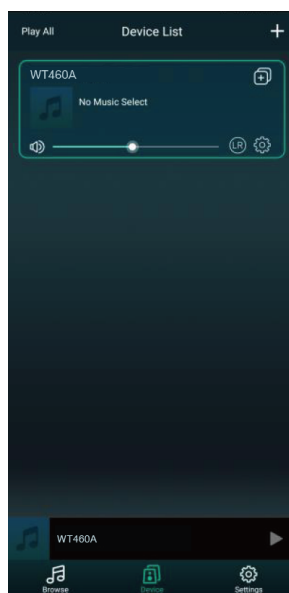 Play All Device List +
WT460A
No Music Select
LR
WT460A
Browse Device Settings